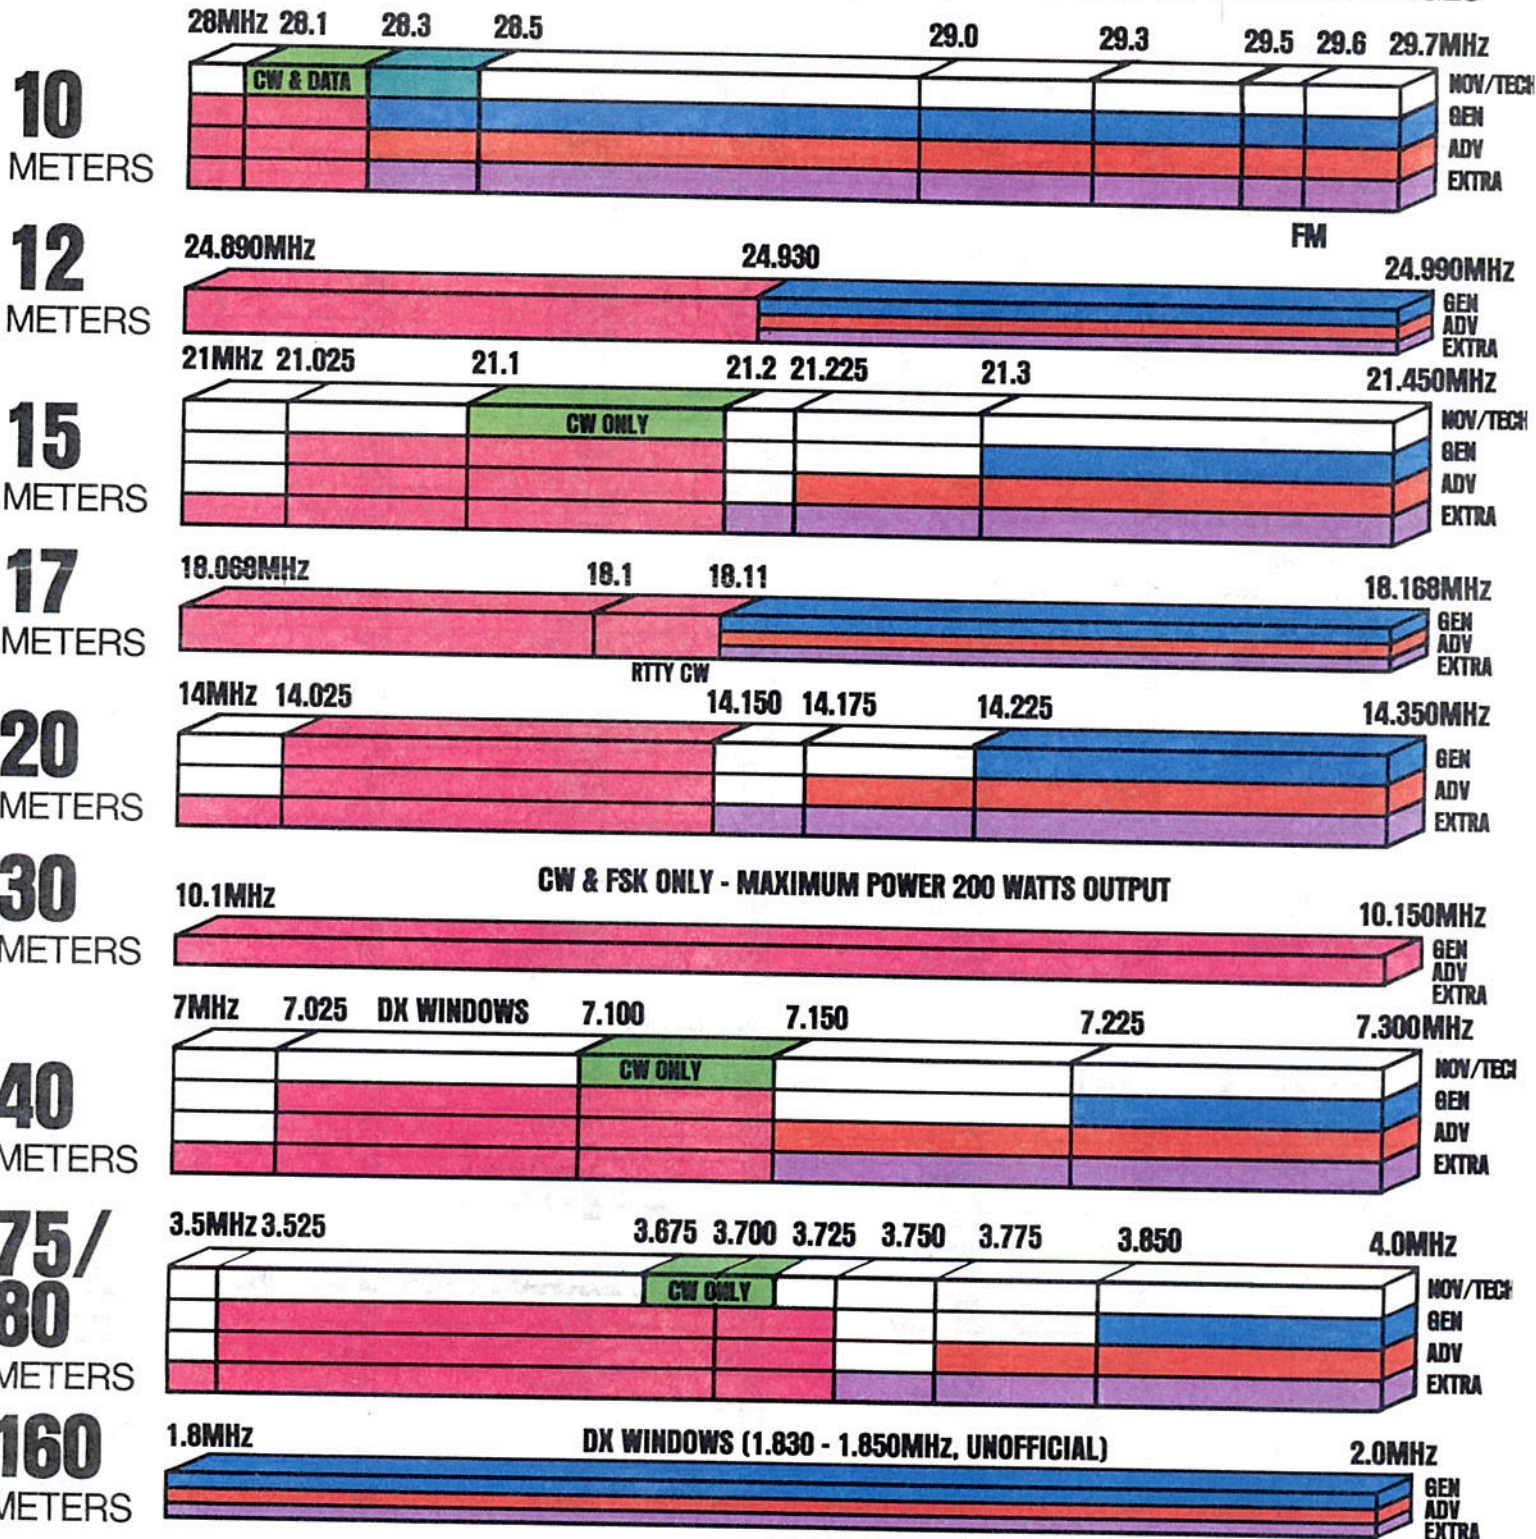 28MHz 28.1 28.3 28.5 29.0 29.3 29.5 29.6 29.7MHz
10
METERS
CW & DATA
NOV/TECH
GEN
ADV
EXTRA
FM
12
METERS
24.890MHz 24.930 24.990MHz
GEN
ADV
EXTRA
15
METERS
21MHz 21.025 21.1 21.2 21.225 21.3 21.450MHz
CW ONLY
NOV/TECH
GEN
ADV
EXTRA
17
METERS
18.068MHz 18.1 18.11 18.168MHz
GEN
ADV
EXTRA
RTTY CW
20
METERS
14MHz 14.025 14.150 14.175 14.225 14.350MHz
GEN
ADV
EXTRA
30
METERS
CW & FSK ONLY - MAXIMUM POWER 200 WATTS OUTPUT
10.1MHz 10.150MHz
GEN
ADV
EXTRA
40
METERS
7MHz 7.025 DX WINDOWS 7.100 7.150 7.225 7.300MHz
CW ONLY
NOV/TECH
GEN
ADV
EXTRA
75/
80
METERS
3.5MHz 3.525 3.675 3.700 3.725 3.750 3.775 3.850 4.0MHz
CW ONLY
NOV/TECH
GEN
ADV
EXTRA
160
METERS
1.8MHz DX WINDOWS (1.830 - 1.850MHz, UNOFFICIAL) 2.0MHz
GEN
ADV
EXTRA